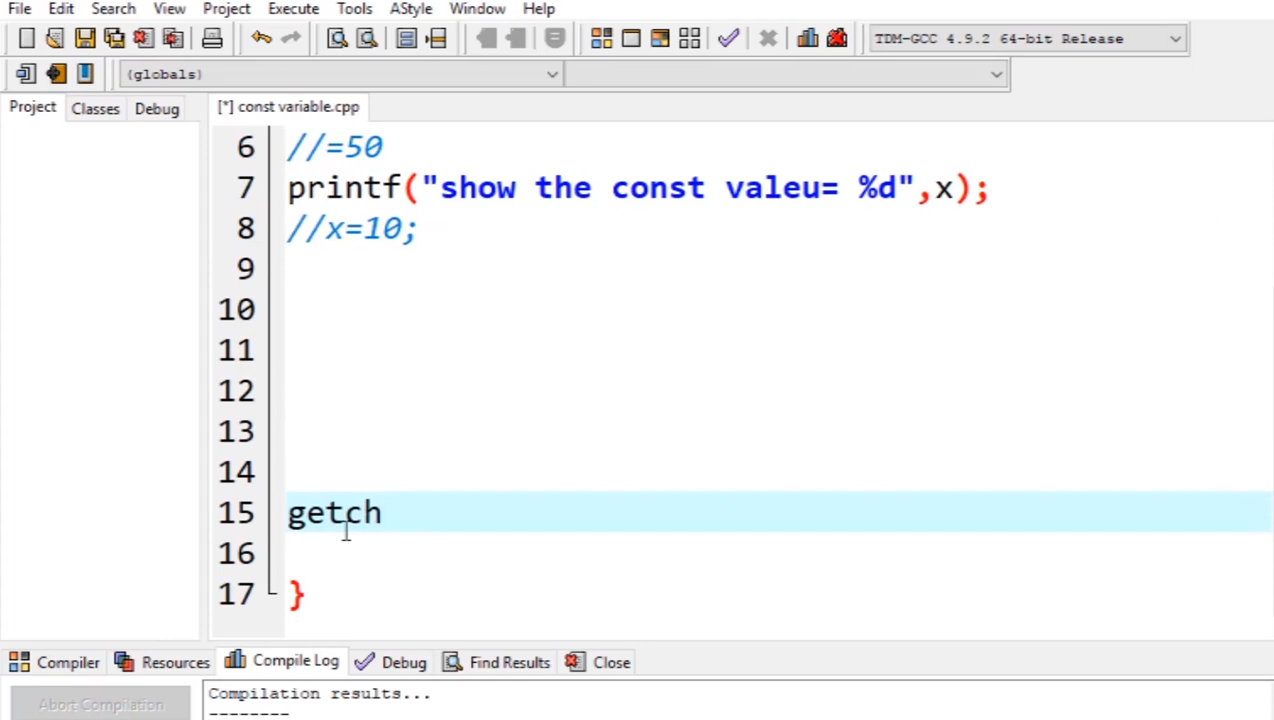 File Edit Search View Project Execute Tools AStyle Window Help
TDM-GCC 4.9.2 64-bit Release
(globals)
Project Classes Debug [*] const variable.cpp
6 //=50
7 printf("show the const valeu= %d",x);
8 //x=10;
9
10
11
12
13
14
15 getch
16
17 }
Compiler Resources Compile Log Debug Find Results Close
Abort Compilation Compilation results...
--------